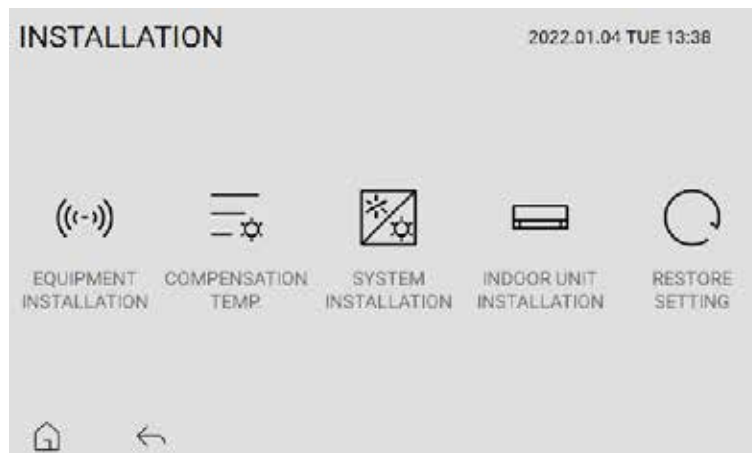 INSTALLATION
2022.01.04 TUE 13:38
EQUIPMENT
INSTALLATION
COMPENSATION
TEMP.
SYSTEM
INSTALLATION
INDOOR UNIT
INSTALLATION
RESTORE
SETTING